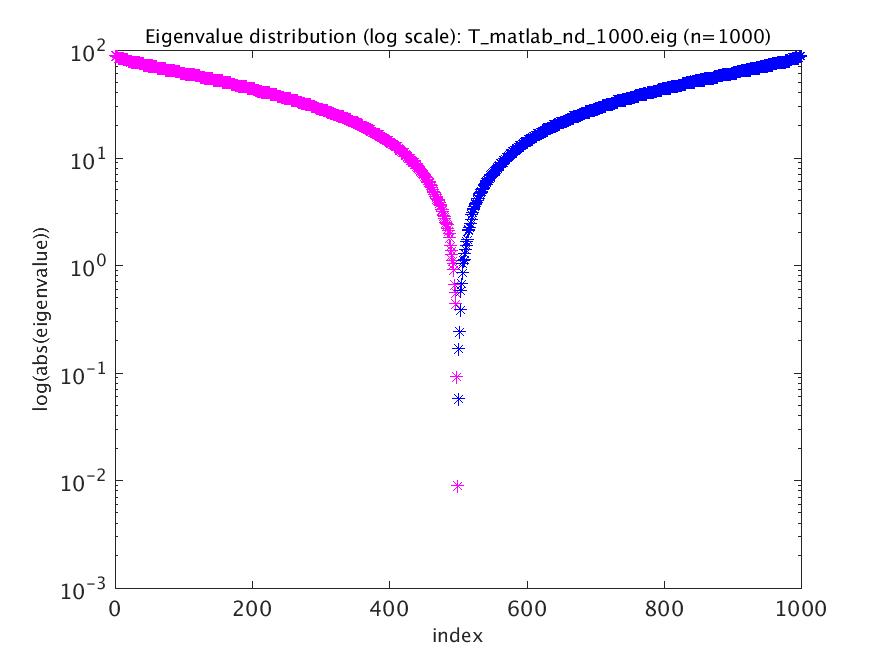 Eigenvalue distribution (log scale): T_matlab_nd_1000.eig (n=1000)
10^2
10^1
10^0
10^-1
10^-2
10^-3
log(abs(eigenvalue))
0 200 400 600 800 1000
index